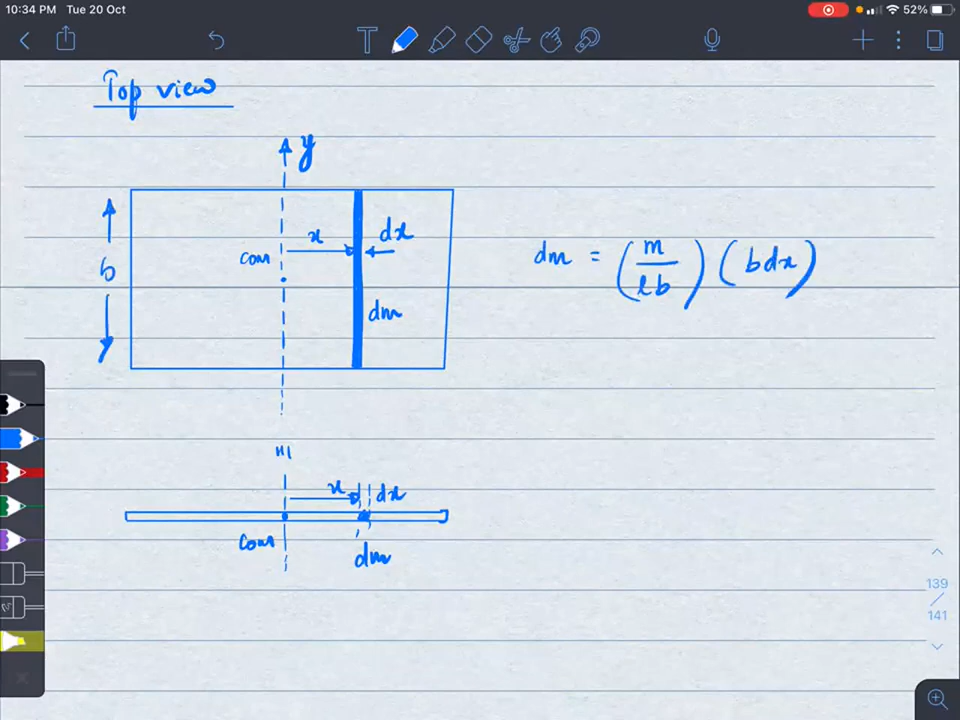 10:34 PM Tue 20 Oct
52%
T
Top view
y
x
dx
com
b
dm
dm = (m/lb) (b dx)
x
dx
com
dm
139
/
141